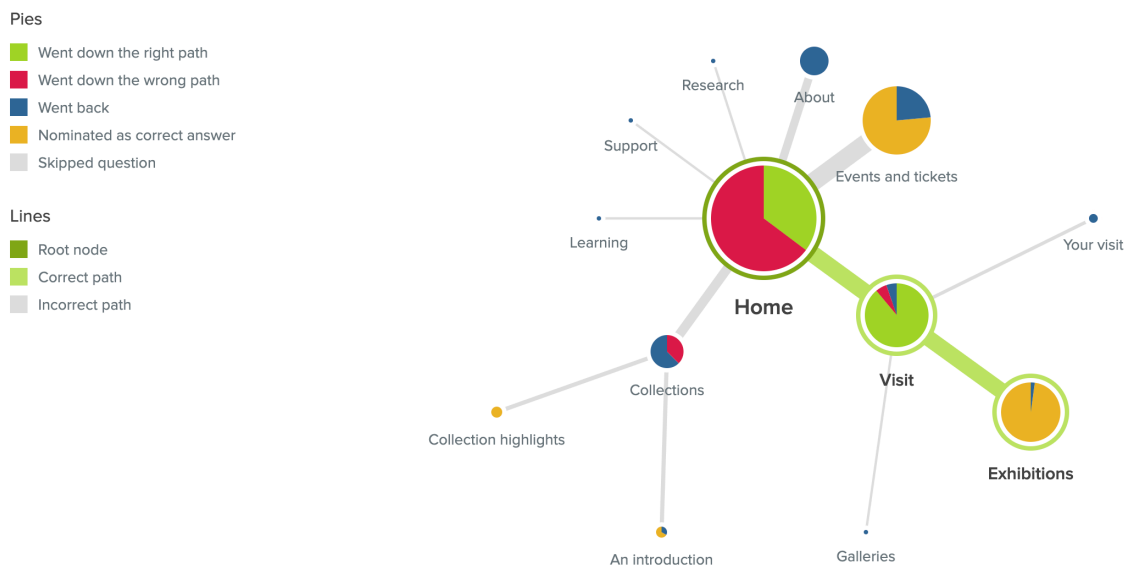 Pies
Went down the right path
Went down the wrong path
Went back
Nominated as correct answer
Skipped question
Lines
Root node
Correct path
Incorrect path
Research
About
Support
Events and tickets
Learning
Your visit
Home
Visit
Collections
Collection highlights
Exhibitions
An introduction
Galleries